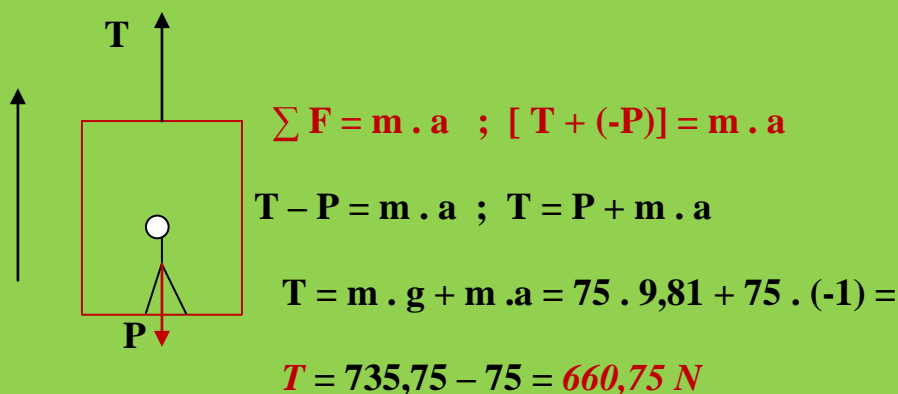 T
∑ F = m . a ; [ T + (-P)] = m . a
T – P = m . a ; T = P + m . a
T = m . g + m .a = 75 . 9,81 + 75 . (-1) =
P
T = 735,75 – 75 = 660,75 N